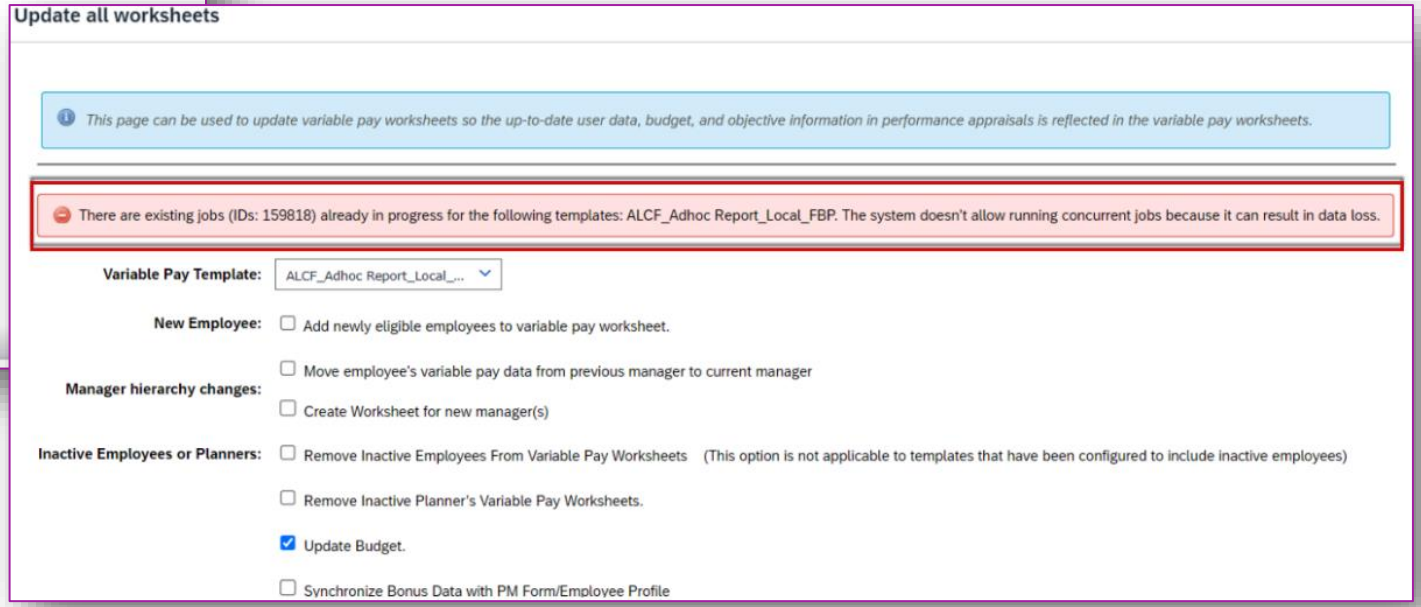 Update all worksheets
This page can be used to update variable pay worksheets so the up-to-date user data, budget, and objective information in performance appraisals is reflected in the variable pay worksheets.
There are existing jobs (IDs: 159818) already in progress for the following templates: ALCF_Adhoc Report_Local_FBP. The system doesn't allow running concurrent jobs because it can result in data loss.
Variable Pay Template: ALCF_Adhoc Report_Local_...
New Employee: Add newly eligible employees to variable pay worksheet.
Manager hierarchy changes: Move employee's variable pay data from previous manager to current manager
Create Worksheet for new manager(s)
Inactive Employees or Planners: Remove Inactive Employees From Variable Pay Worksheets (This option is not applicable to templates that have been configured to include inactive employees)
Remove Inactive Planner's Variable Pay Worksheets.
Update Budget.
Synchronize Bonus Data with PM Form/Employee Profile